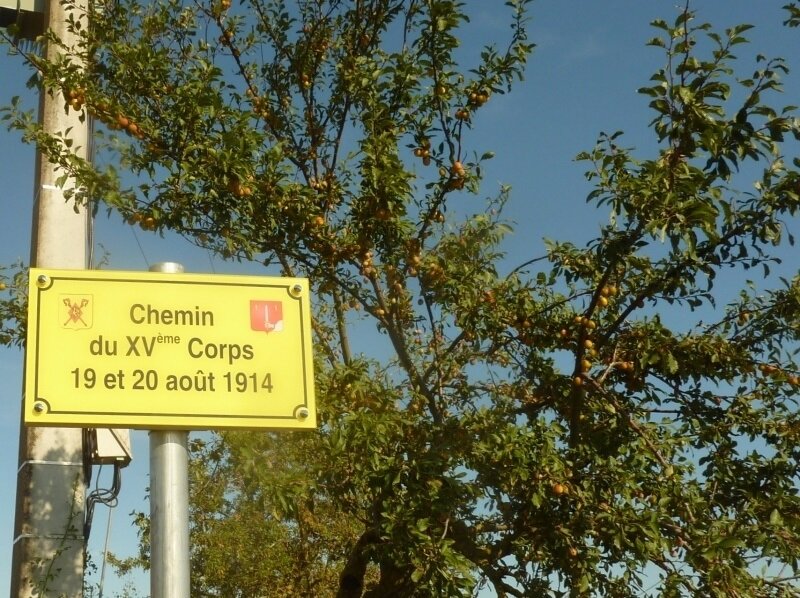 Chemin
du XVème Corps
19 et 20 août 1914